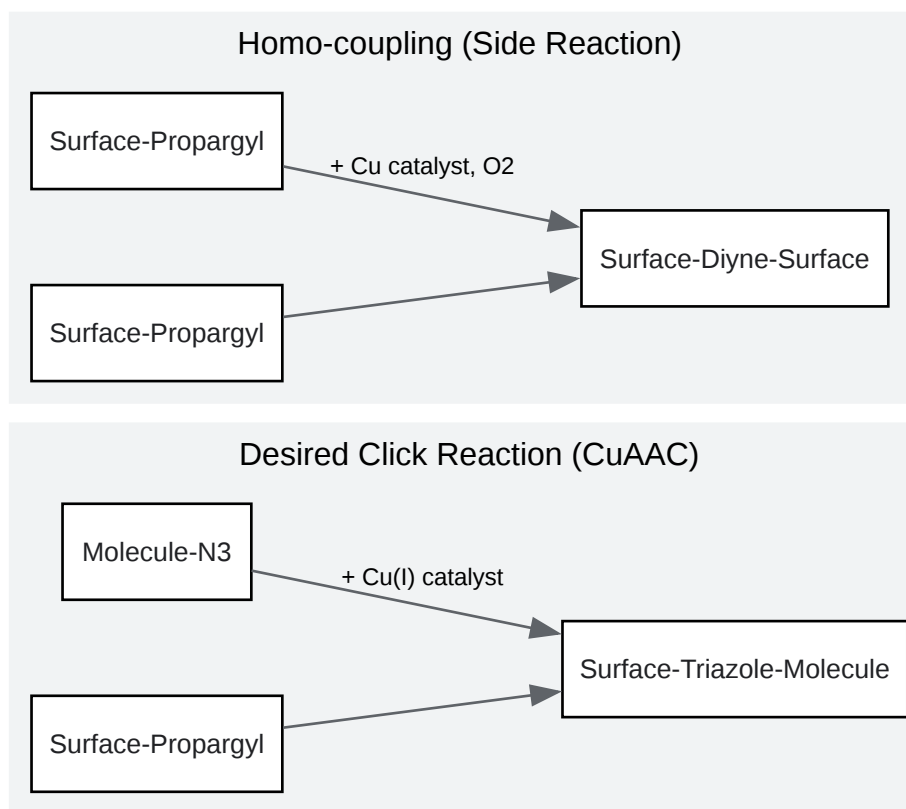 Homo-coupling (Side Reaction)
Surface-Propargyl
+ Cu catalyst, O2
Surface-Diyne-Surface
Surface-Propargyl
Desired Click Reaction (CuAAC)
Molecule-N3
+ Cu(I) catalyst
Surface-Triazole-Molecule
Surface-Propargyl